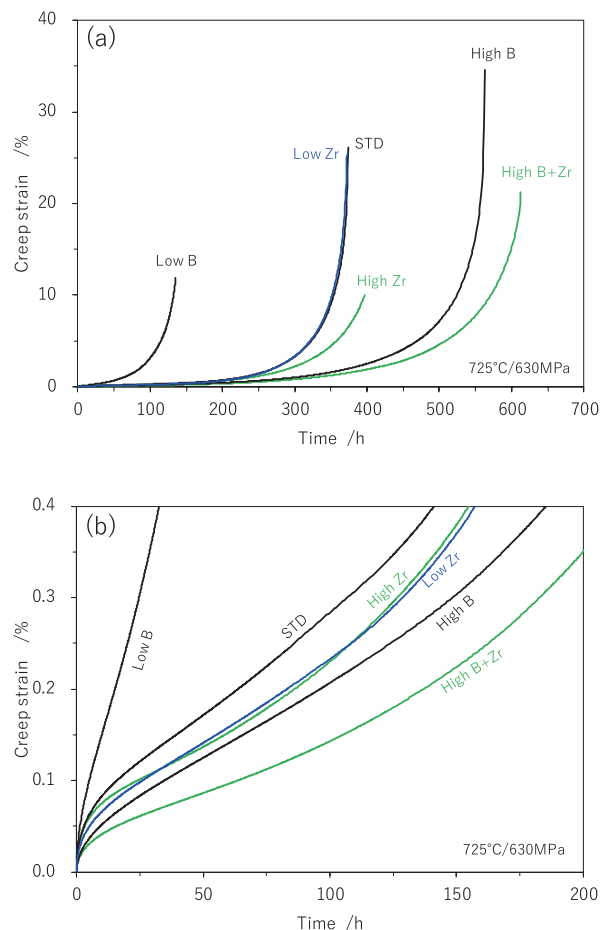 (a)
40
30
20
10
0
Creep strain /%
Low B
Low Zr
STD
High Zr
High B
High B+Zr
725°C/630MPa
0 100 200 300 400 500 600 700
Time /h
(b)
0.4
0.3
0.2
0.1
0.0
Creep strain /%
Low B
STD
High Zr
Low Zr
High B
High B+Zr
725°C/630MPa
0 50 100 150 200
Time /h